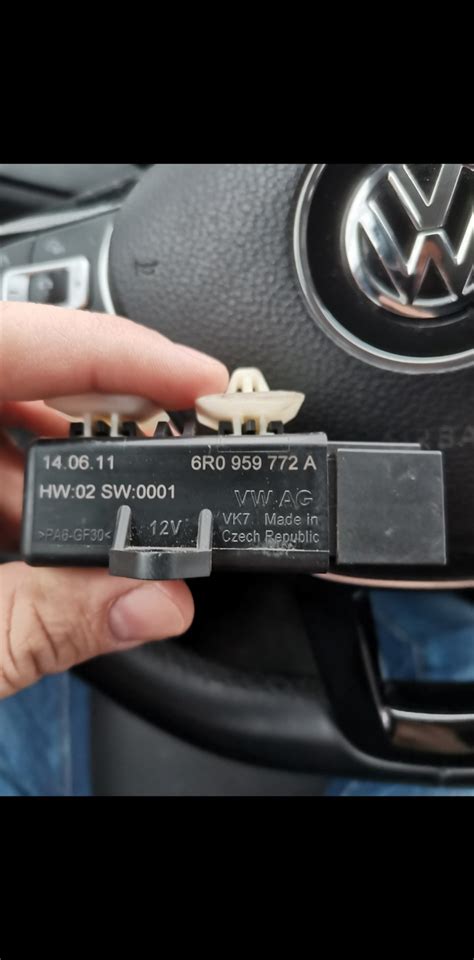 14.06.11 6R0 959 772 A
HW:02 SW:0001 VW.AG
>PA6-GF30< 12V VK7 Made in
Czech Republic